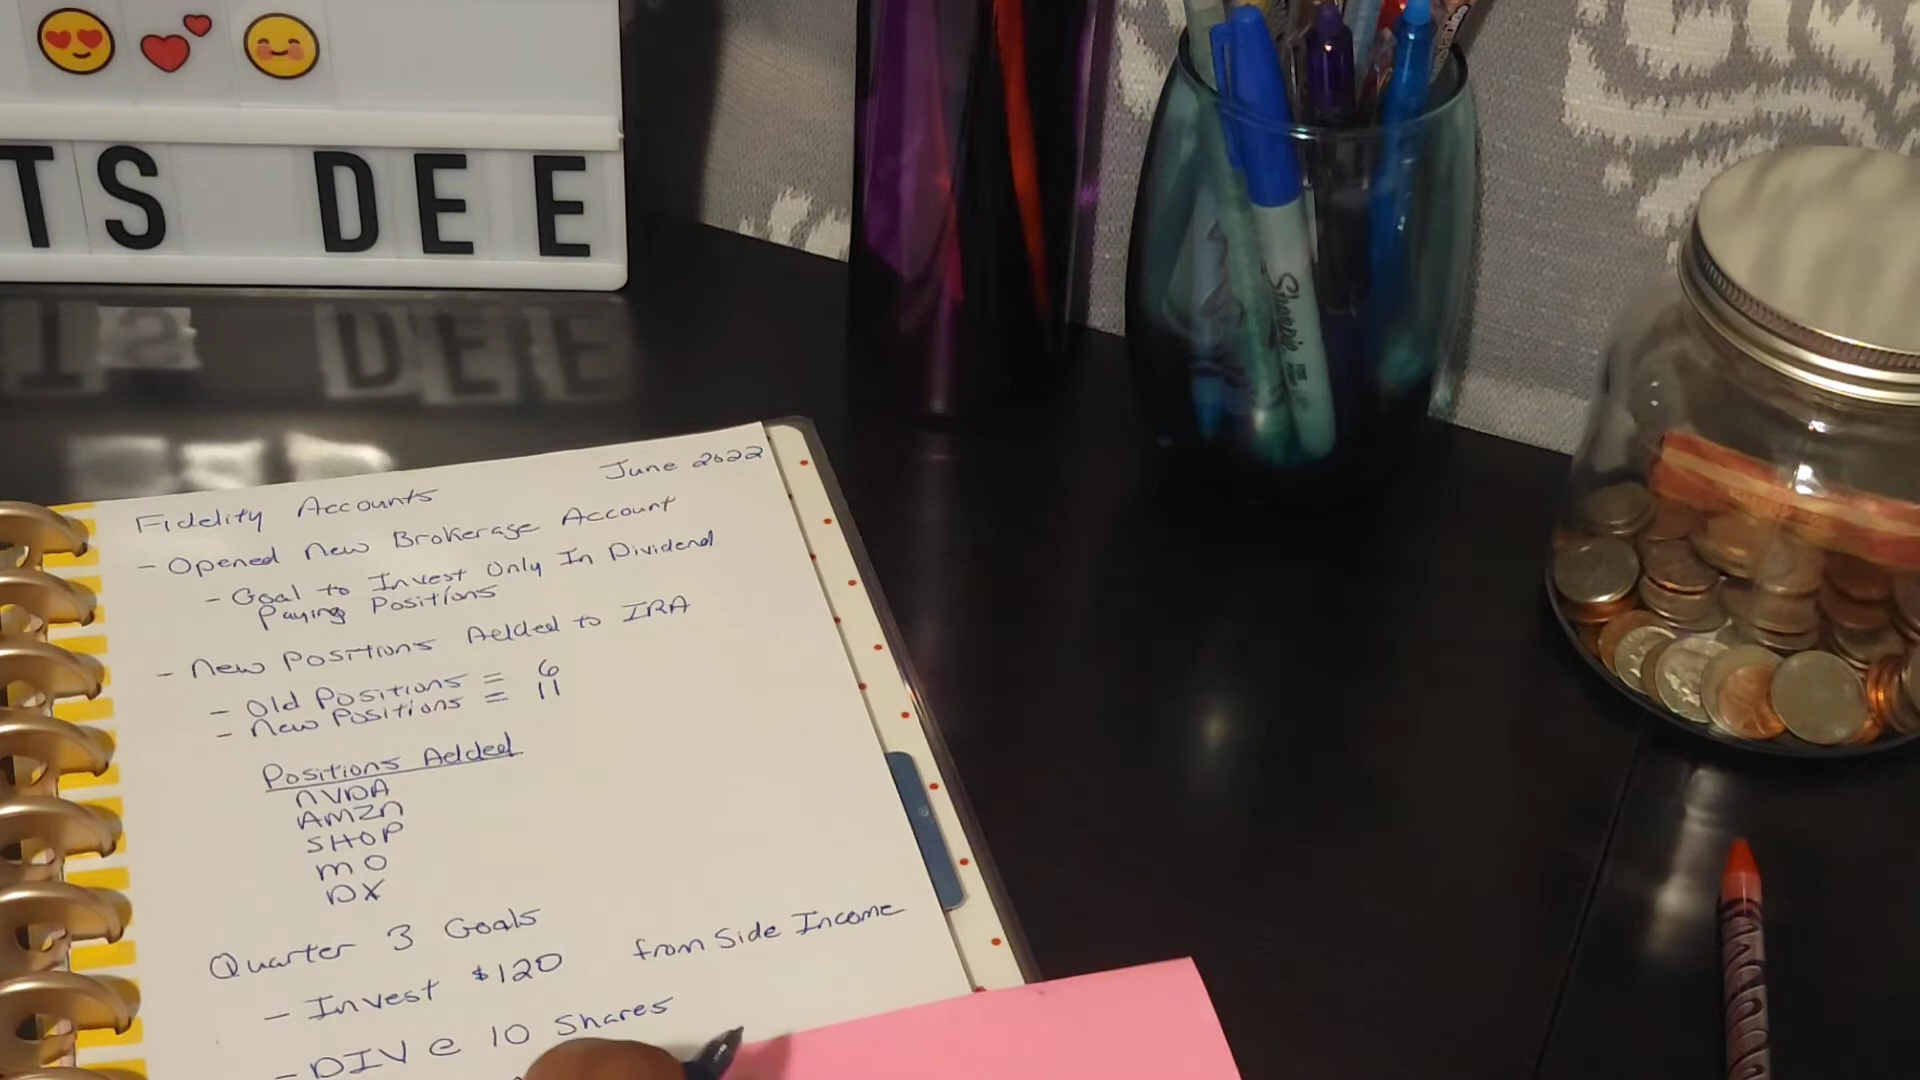 TS DEE
Sharpie
June 2022
Fidelity Accounts
- Opened New Brokerage Account
- Goal to Invest Only In Dividend
Paying Positions
- New Positions Added to IRA
- Old Positions = 6
- New Positions = 11
Positions Added
NVDA
AMZN
SHOP
MO
DX
Quarter 3 Goals
- Invest $120 from Side Income
- DIV @ 10 Shares